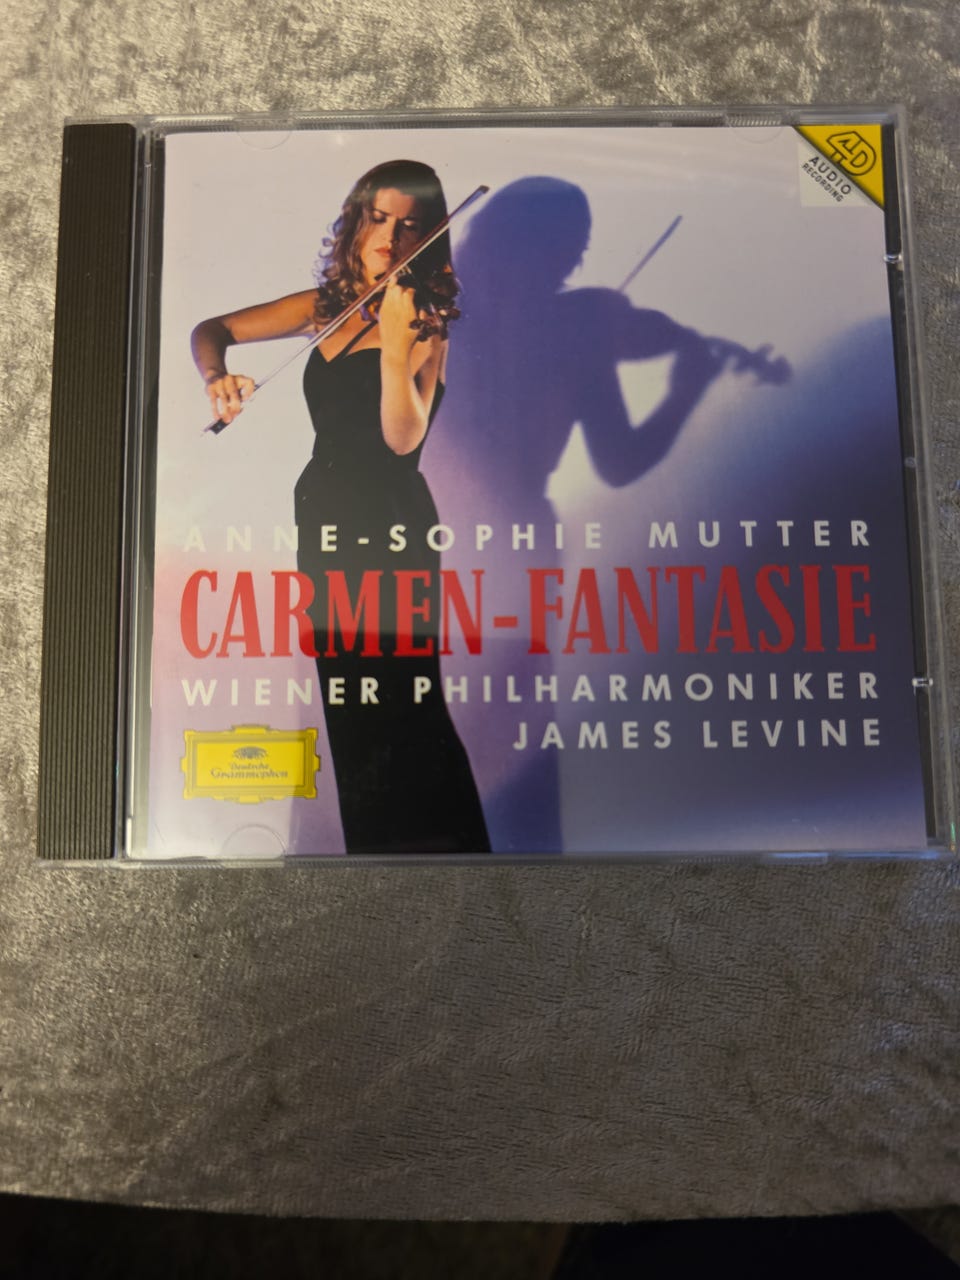 4D
AUDIO
RECORDING
ANNE-SOPHIE MUTTER
CARMEN-FANTASIE
WIENER PHILHARMONIKER
JAMES LEVINE
Deutsche
Grammophon